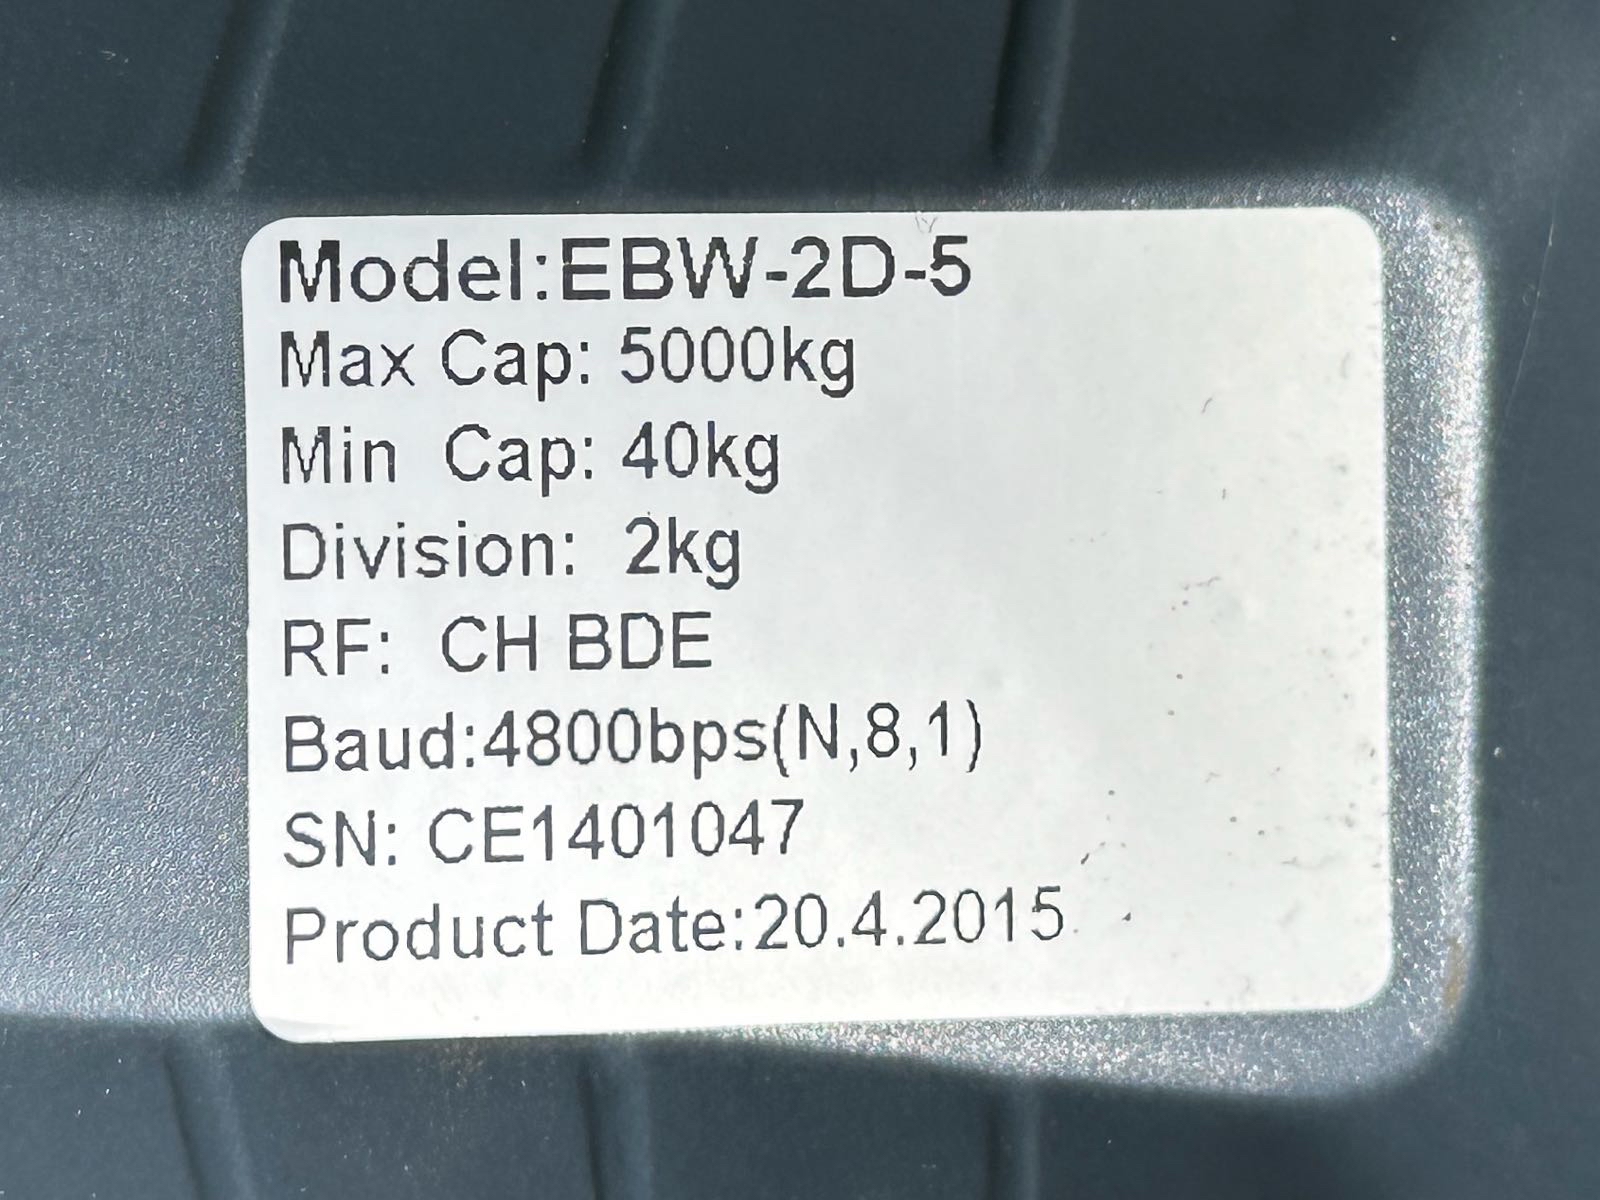 Model:EBW-2D-5
Max Cap: 5000kg
Min Cap: 40kg
Division: 2kg
RF: CH BDE
Baud:4800bps(N,8,1)
SN: CE1401047
Product Date:20.4.2015